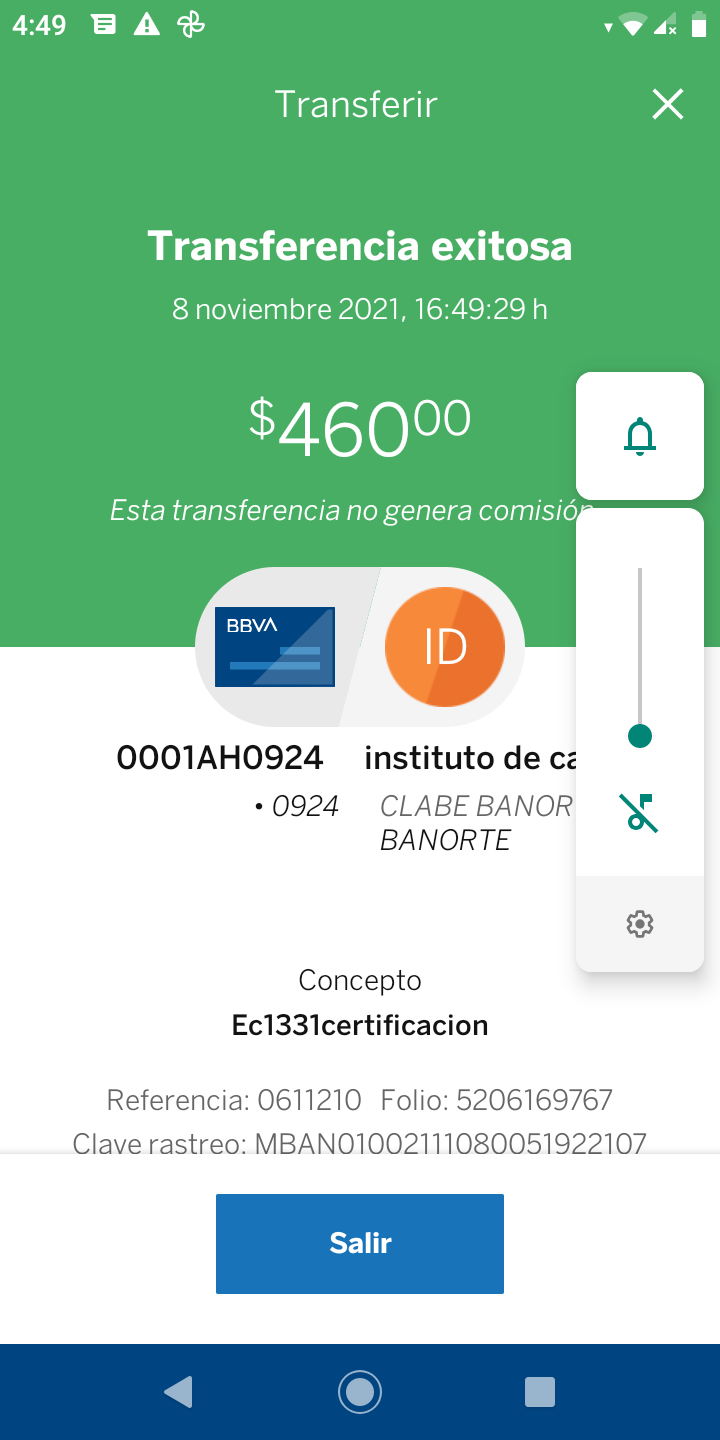 4:49
Transferir
Transferencia exitosa
8 noviembre 2021, 16:49:29 h
$460.00
Esta transferencia no genera comisión
BBVA
ID
0001AH0924 instituto de ca
• 0924 CLABE BANOR
BANORTE
Concepto
Ec1331certificacion
Referencia: 0611210 Folio: 5206169767
Clave rastreo: MBAN01002111080051922107
Salir